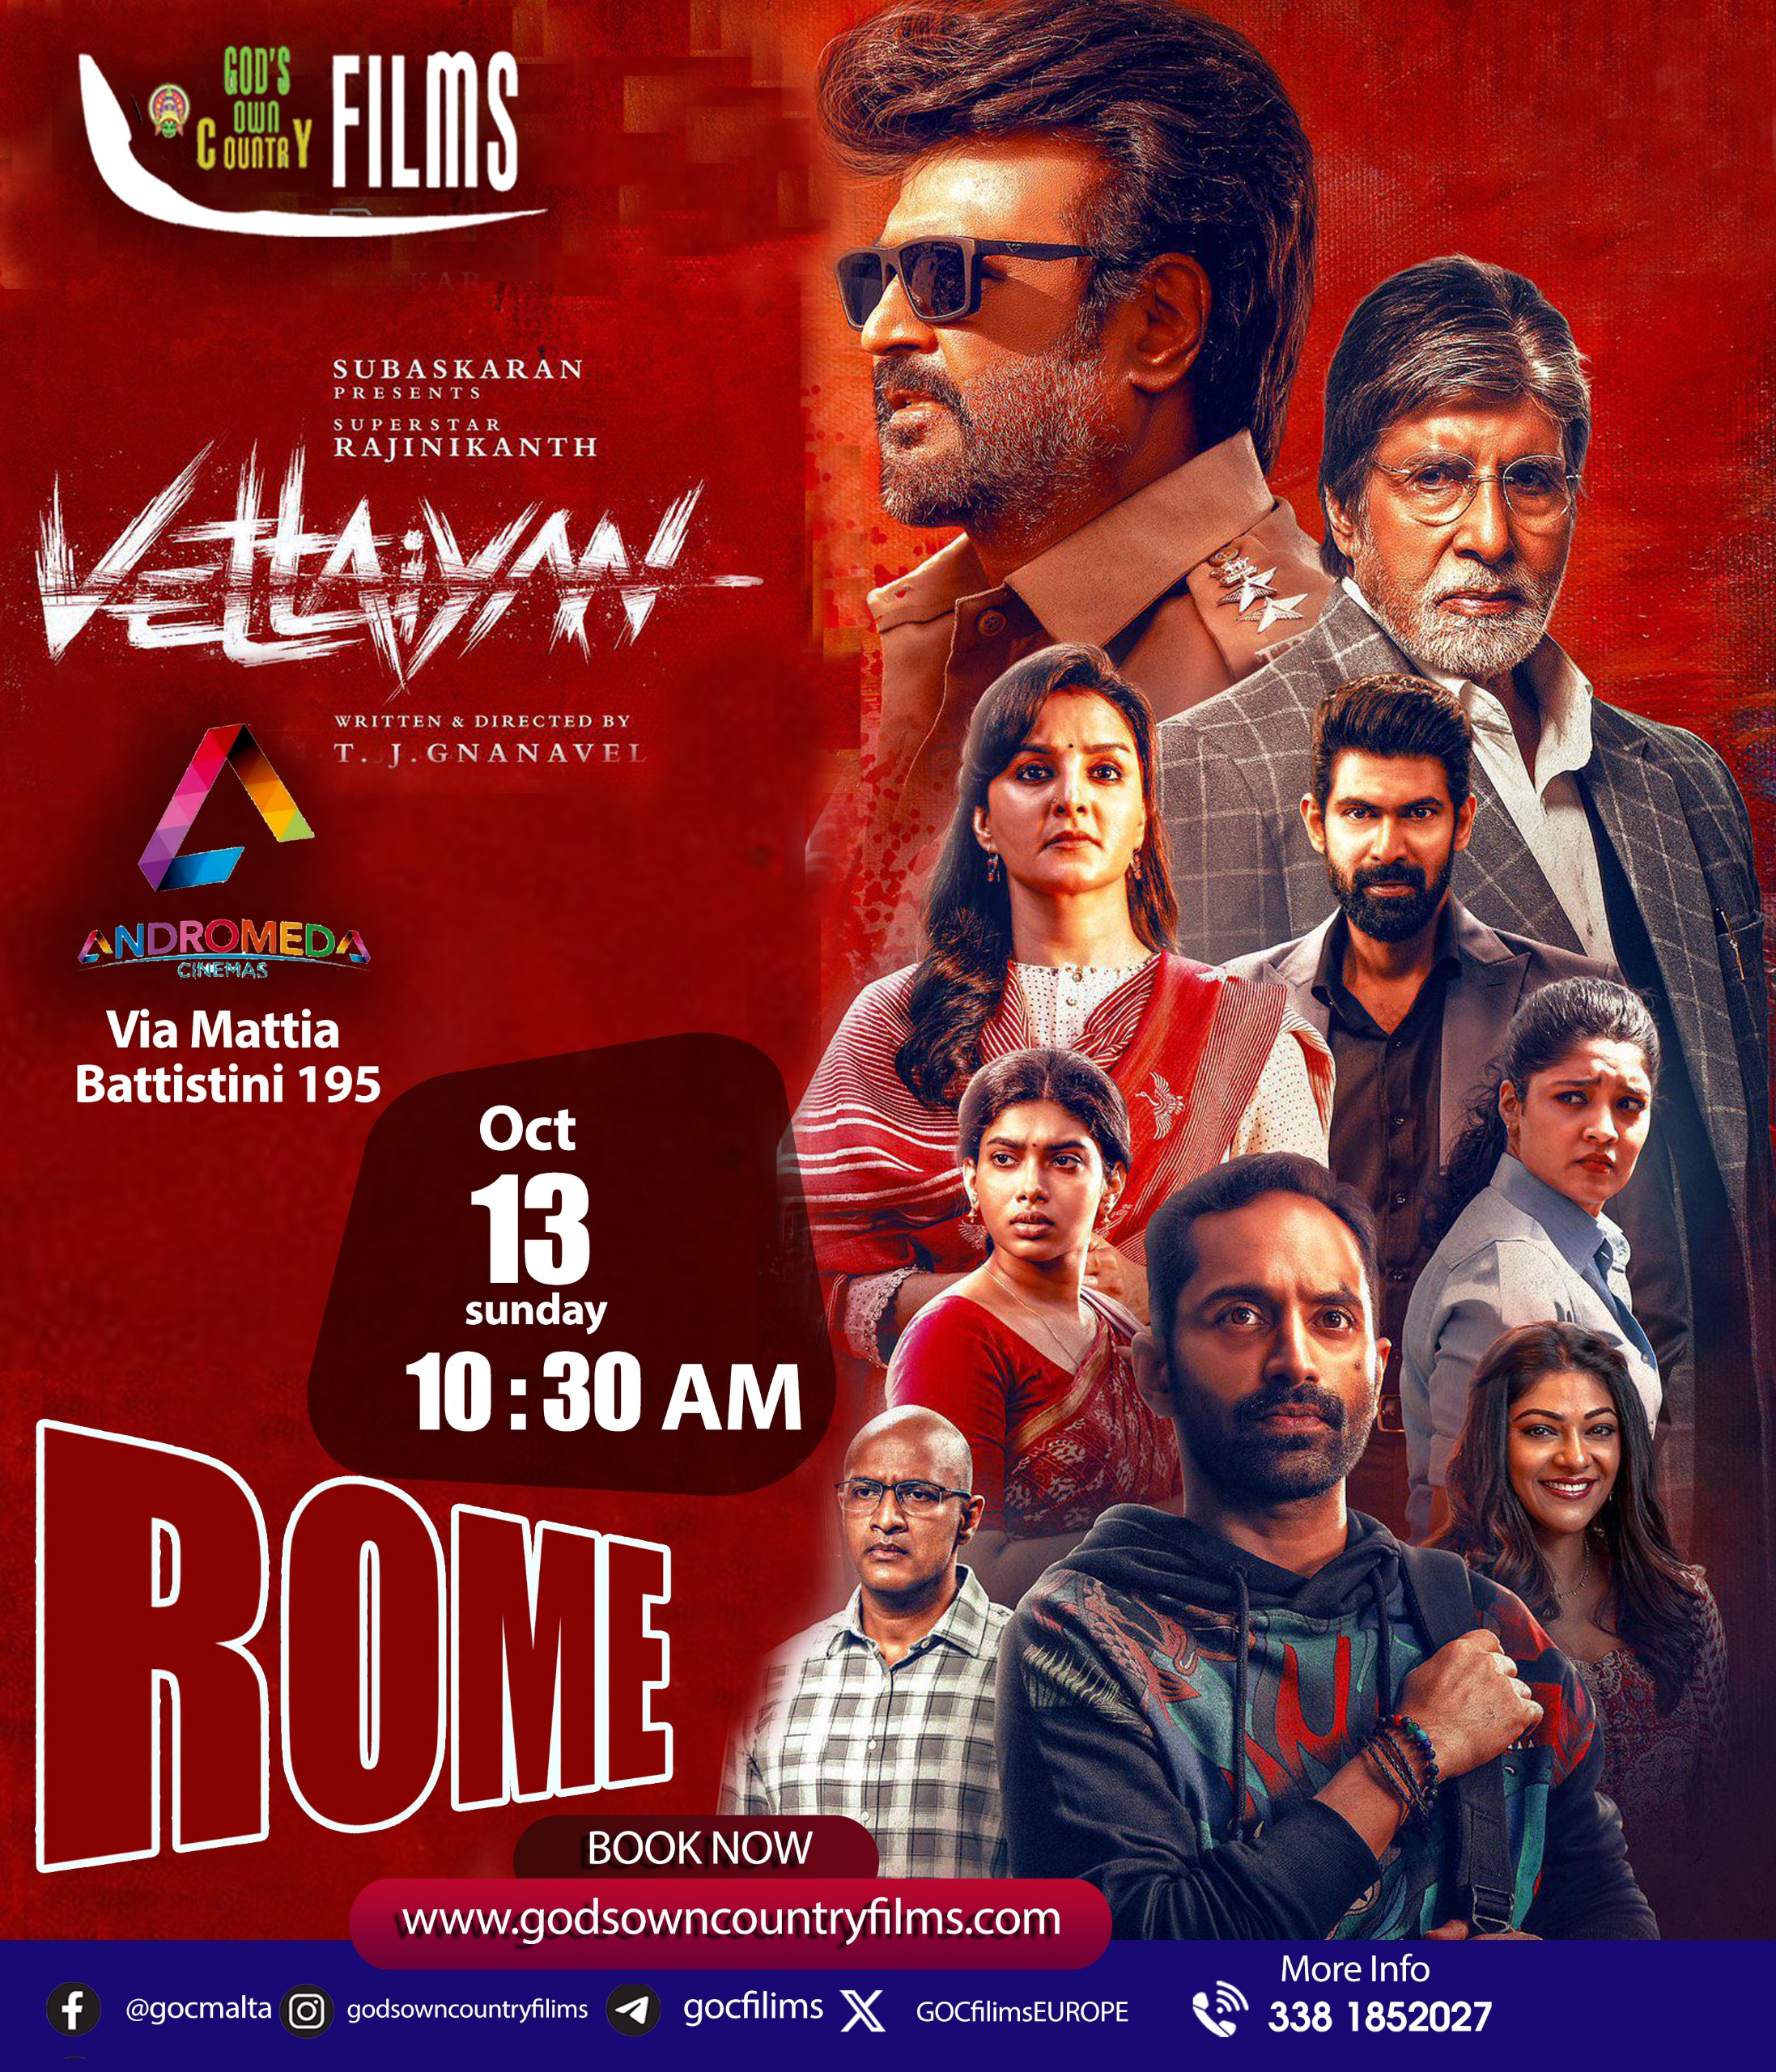 GOD'S
OWN
COUNTRY
FILMS
SUBASKARAN
PRESENTS
SUPERSTAR
RAJINIKANTH
VETTAiYAN
WRITTEN & DIRECTED BY
T. J. GNANAVEL
ANDROMEDA
CINEMAS
Via Mattia
Battistini 195
Oct
13
sunday
10 : 30 AM
ROME
BOOK NOW
www.godsowncountryfilms.com
@gocmalta godsowncountryfilims gocfilims GOCfilimsEUROPE
More Info
338 1852027